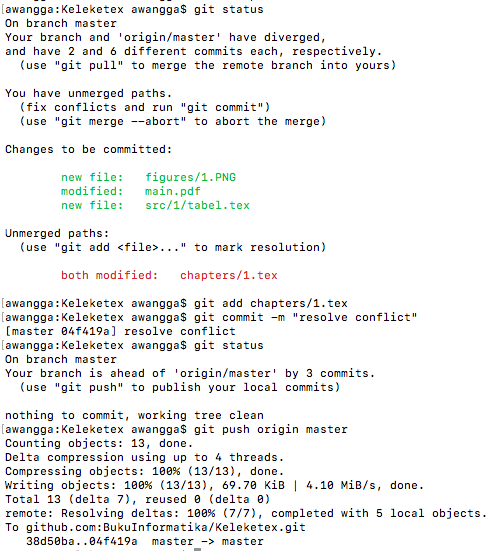 [awangga:Keleketex awangga$ git status
On branch master
Your branch and 'origin/master' have diverged,
and have 2 and 6 different commits each, respectively.
  (use "git pull" to merge the remote branch into yours)

You have unmerged paths.
  (fix conflicts and run "git commit")
  (use "git merge --abort" to abort the merge)

Changes to be committed:

        new file:   figures/1.PNG
        modified:   main.pdf
        new file:   src/1/tabel.tex

Unmerged paths:
  (use "git add <file>..." to mark resolution)

        both modified:   chapters/1.tex

[awangga:Keleketex awangga$ git add chapters/1.tex
[awangga:Keleketex awangga$ git commit -m "resolve conflict"
[master 04f419a] resolve conflict
[awangga:Keleketex awangga$ git status
On branch master
Your branch is ahead of 'origin/master' by 3 commits.
  (use "git push" to publish your local commits)

nothing to commit, working tree clean
[awangga:Keleketex awangga$ git push origin master
Counting objects: 13, done.
Delta compression using up to 4 threads.
Compressing objects: 100% (13/13), done.
Writing objects: 100% (13/13), 69.70 KiB | 4.10 MiB/s, done.
Total 13 (delta 7), reused 0 (delta 0)
remote: Resolving deltas: 100% (7/7), completed with 5 local objects.
To github.com:BukuInformatika/Keleketex.git
   38d50ba..04f419a  master -> master